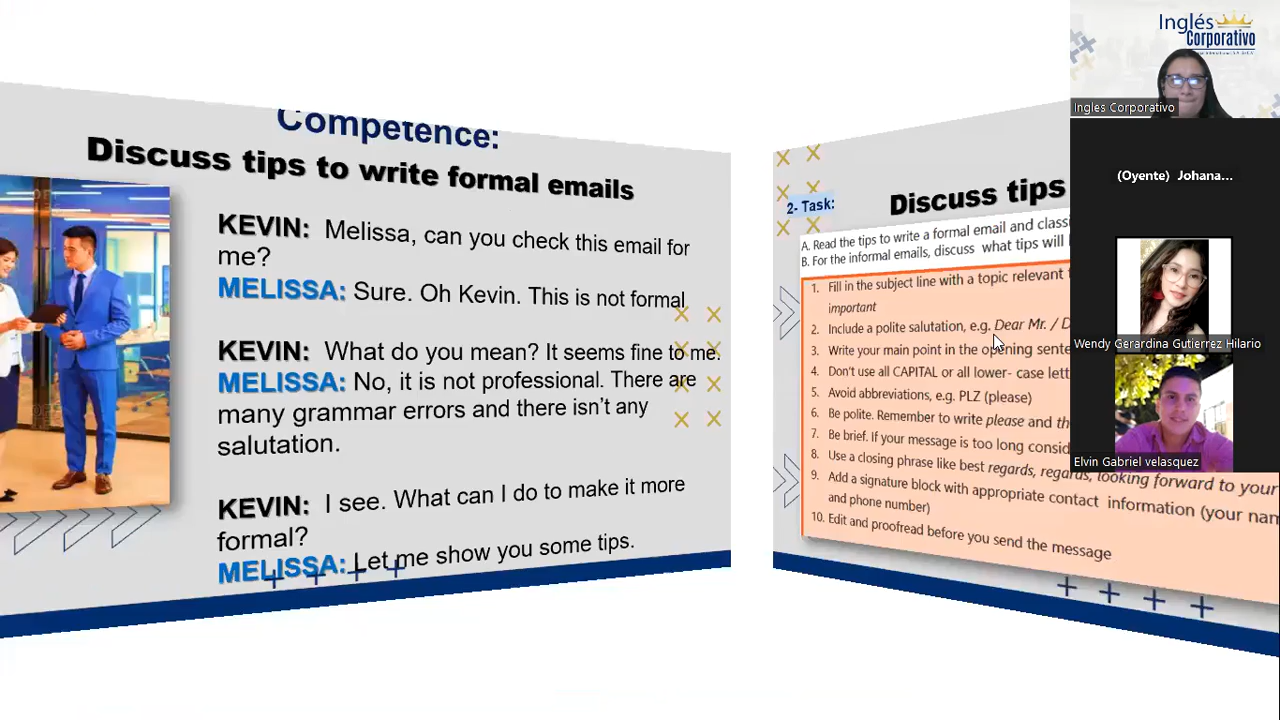 Competence:
Discuss tips to write formal emails
KEVIN: Melissa, can you check this email for
me?
MELISSA: Sure. Oh Kevin. This is not formal
KEVIN: What do you mean? It seems fine to me.
MELISSA: No, it is not professional. There are
many grammar errors and there isn't any
salutation.
KEVIN: I see. What can I do to make it more
formal?
MELISSA: Let me show you some tips.
2- Task:
Discuss tips
A. Read the tips to write a formal email and
B. For the informal emails, discuss what tips will
1. Fill in the subject line with a topic relevant
important
2. Include a polite salutation, e.g. Dear Mr. /
3. Write your main point in the opening
4. Don't use all CAPITAL or all lower- case
5. Avoid abbreviations, e.g. PLZ (please)
6. Be polite. Remember to write please and
7. Be brief. If your message is too long
8. Use a closing phrase like best regards, regards, looking forward to your
9. Add a signature block with appropriate contact information (your
and phone number)
10. Edit and proofread before you send the message
Inglés
Corporativo
Ingles Corporativo
(Oyente) Johana...
Wendy Gerardina Gutierrez Hilario
Elvin Gabriel velasquez